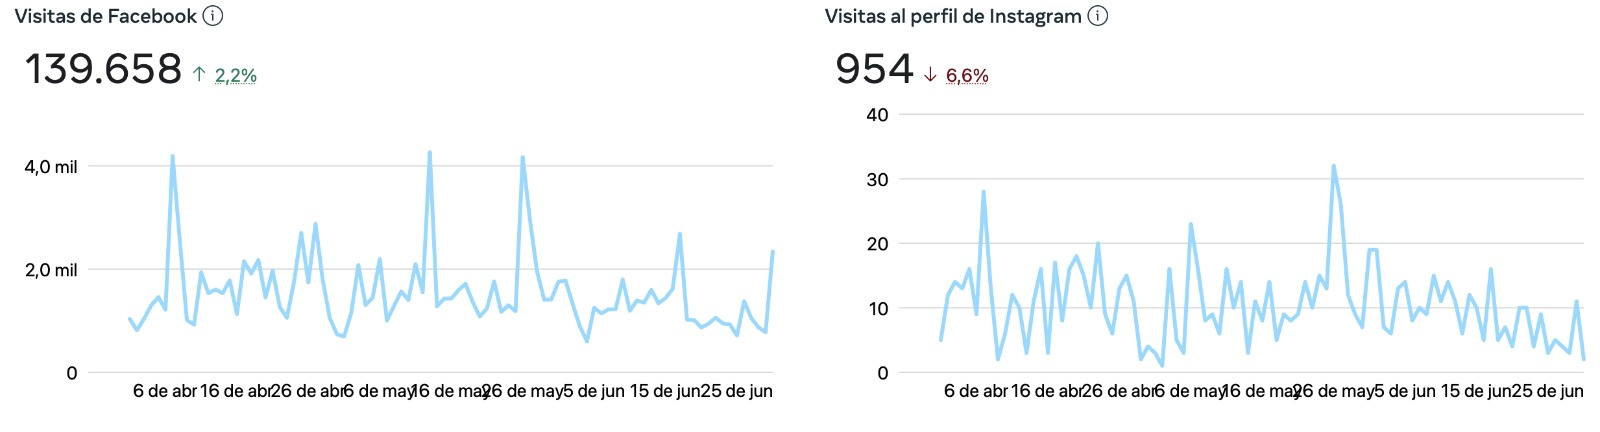 Visitas de Facebook
139.658 ↑ 2,2%
4,0 mil
2,0 mil
0
6 de abr 16 de abr 26 de abr 6 de may 16 de may 26 de may 5 de jun 15 de jun 25 de jun
Visitas al perfil de Instagram
954 ↓ 6,6%
40
30
20
10
0
6 de abr 16 de abr 26 de abr 6 de may 16 de may 26 de may 5 de jun 15 de jun 25 de jun